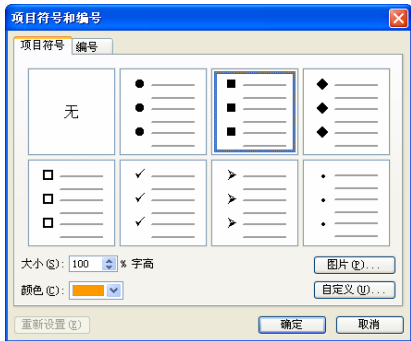 项目符号和编号
项目符号 编号
无
大小(S): 100 % 字高
图片(P)...
颜色(C):
自定义(U)...
重新设置(E)
确定
取消